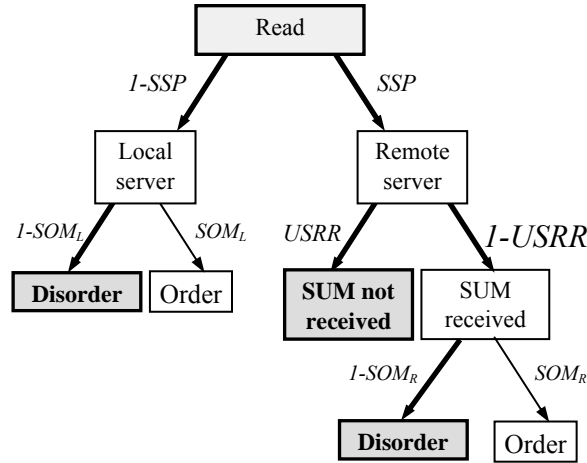 Read
1-SSP
SSP
Local
server
Remote
server
1-SOM_L
SOM_L
USRR
1-USRR
Disorder
Order
SUM not
received
SUM
received
1-SOM_R
SOM_R
Disorder
Order